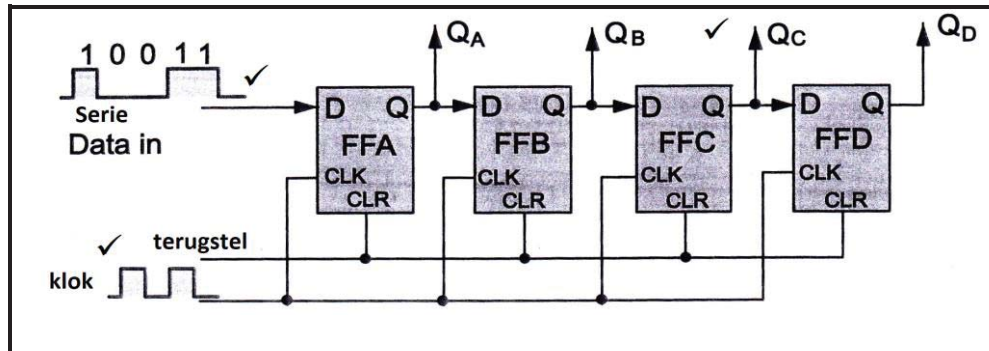 1 0 0 1 1
Serie
Data in
Q_A
Q_B
Q_C
Q_D
D Q
FFA
CLK
CLR
D Q
FFB
CLK
CLR
D Q
FFC
CLK
CLR
D Q
FFD
CLK
CLR
terugstel
klok